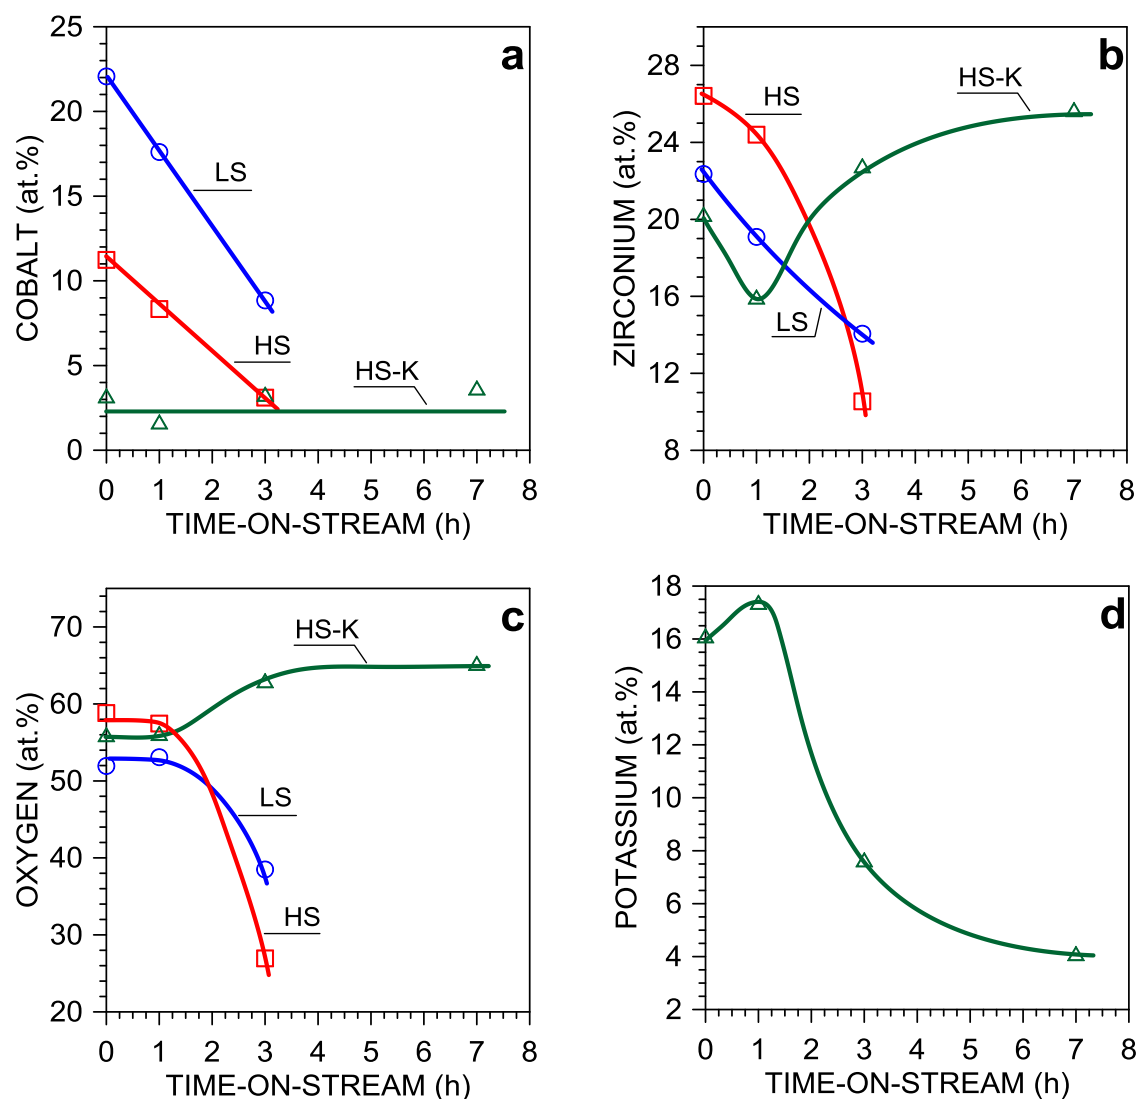 a
25
20
15
10
5
0
COBALT (at.%)
LS
HS
HS-K
0 1 2 3 4 5 6 7 8
TIME-ON-STREAM (h)
b
28
24
20
16
12
8
ZIRCONIUM (at.%)
HS-K
HS
LS
0 1 2 3 4 5 6 7 8
TIME-ON-STREAM (h)
c
70
60
50
40
30
20
OXYGEN (at.%)
HS-K
LS
HS
0 1 2 3 4 5 6 7 8
TIME-ON-STREAM (h)
d
18
16
14
12
10
8
6
4
2
POTASSIUM (at.%)
0 1 2 3 4 5 6 7 8
TIME-ON-STREAM (h)